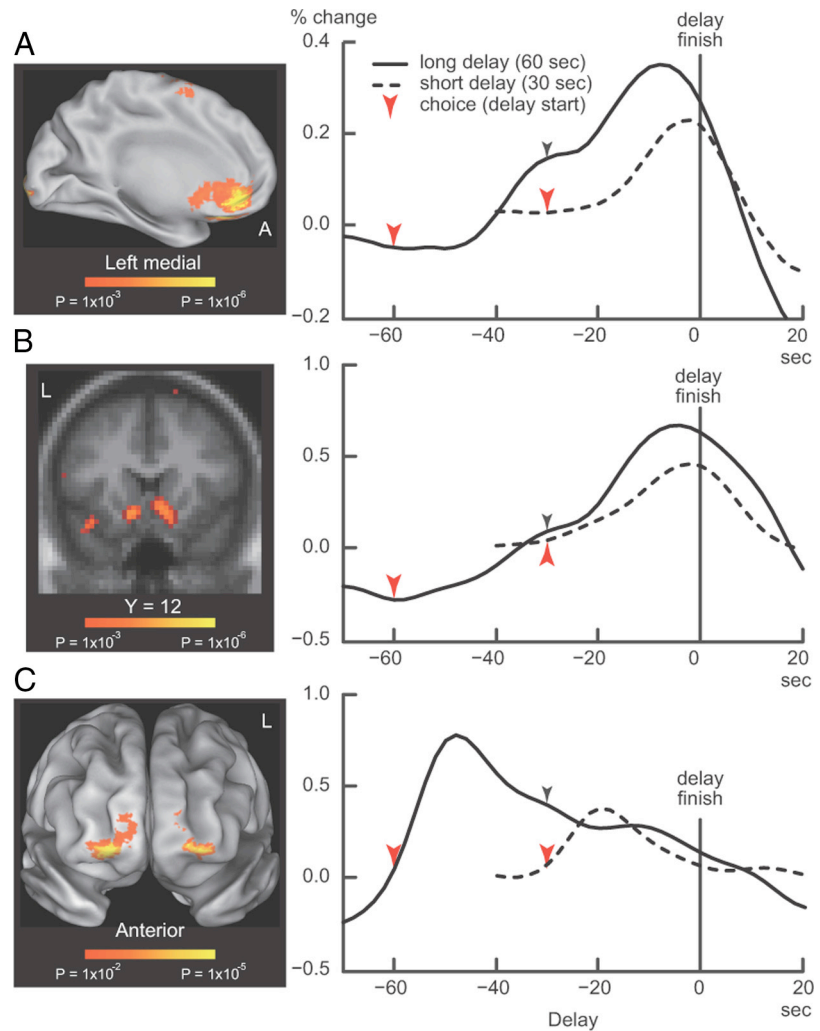 A
% change
0.4
0.2
0.0
−0.2
delay
finish
long delay (60 sec)
short delay (30 sec)
choice (delay start)
A
Left medial
P = 1x10-3
P = 1x10-6
−60
−40
−20
0
20
sec
B
1.0
0.5
0.0
−0.5
delay
finish
L
Y = 12
P = 1x10-3
P = 1x10-6
−60
−40
−20
0
20
sec
C
1.0
0.5
0.0
−0.5
delay
finish
L
Anterior
P = 1x10-2
P = 1x10-5
−60
−40
−20
0
20
Delay
sec